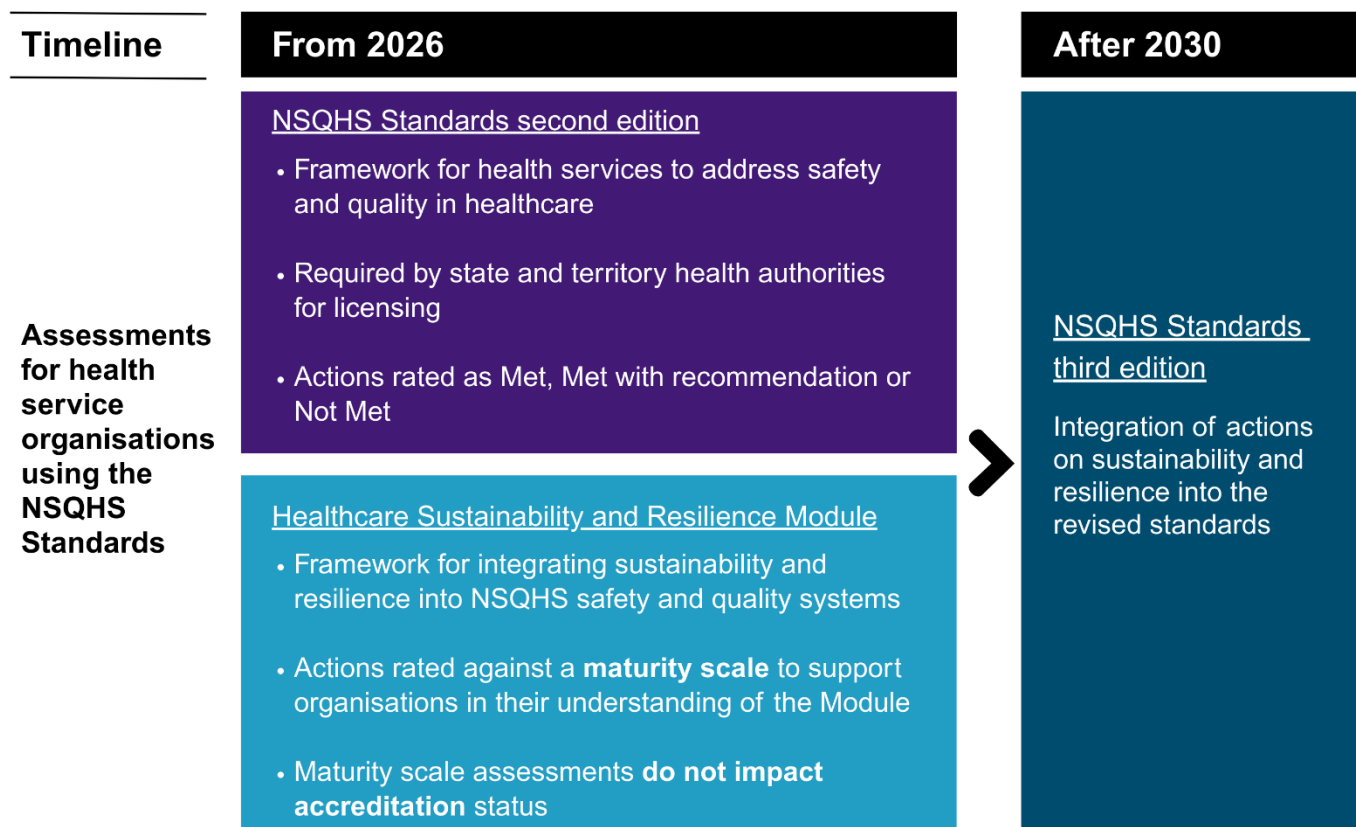 Timeline
From 2026
After 2030
Assessments
for health
service
organisations
using the
NSQHS
Standards
NSQHS Standards second edition
• Framework for health services to address safety
and quality in healthcare
• Required by state and territory health authorities
for licensing
• Actions rated as Met, Met with recommendation or
Not Met
Healthcare Sustainability and Resilience Module
• Framework for integrating sustainability and
resilience into NSQHS safety and quality systems
• Actions rated against a maturity scale to support
organisations in their understanding of the Module
• Maturity scale assessments do not impact
accreditation status
NSQHS Standards
third edition
Integration of actions
on sustainability and
resilience into the
revised standards